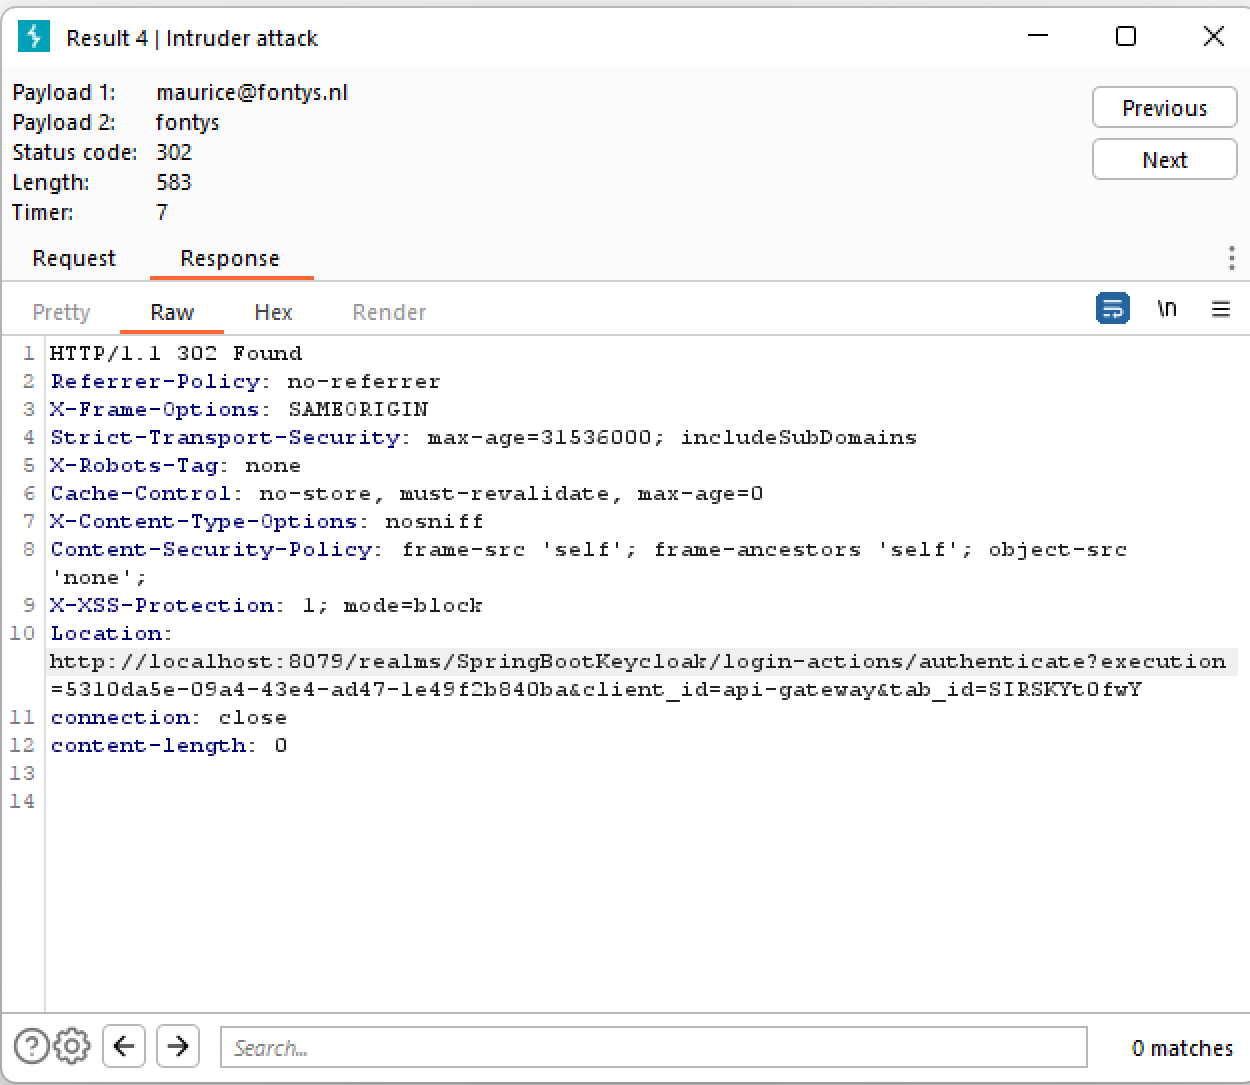 Result 4 | Intruder attack
Payload 1: maurice@fontys.nl
Payload 2: fontys
Status code: 302
Length: 583
Timer: 7
Previous
Next
Request Response
Pretty Raw Hex Render \n
1 HTTP/1.1 302 Found
2 Referrer-Policy: no-referrer
3 X-Frame-Options: SAMEORIGIN
4 Strict-Transport-Security: max-age=31536000; includeSubDomains
5 X-Robots-Tag: none
6 Cache-Control: no-store, must-revalidate, max-age=0
7 X-Content-Type-Options: nosniff
8 Content-Security-Policy: frame-src 'self'; frame-ancestors 'self'; object-src
'none';
9 X-XSS-Protection: 1; mode=block
10 Location:
http://localhost:8079/realms/SpringBootKeycloak/login-actions/authenticate?execution
=5310da5e-09a4-43e4-ad47-1e49f2b840ba&client_id=api-gateway&tab_id=SIRSKYtOfwY
11 connection: close
12 content-length: 0
13
14
Search... 0 matches